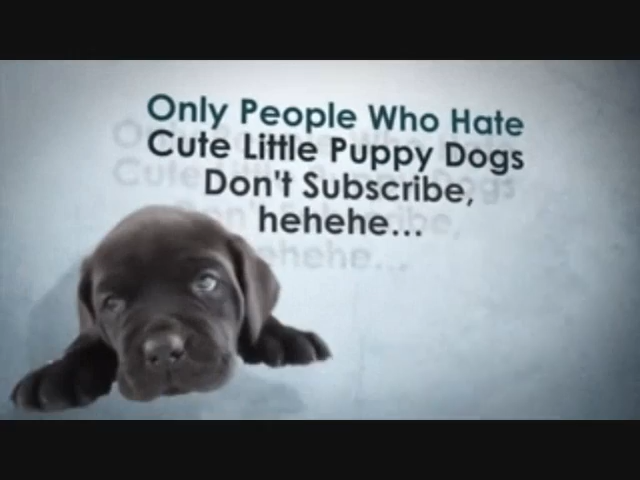 Only People Who Hate
Cute Little Puppy Dogs
Don't Subscribe,
hehehe...